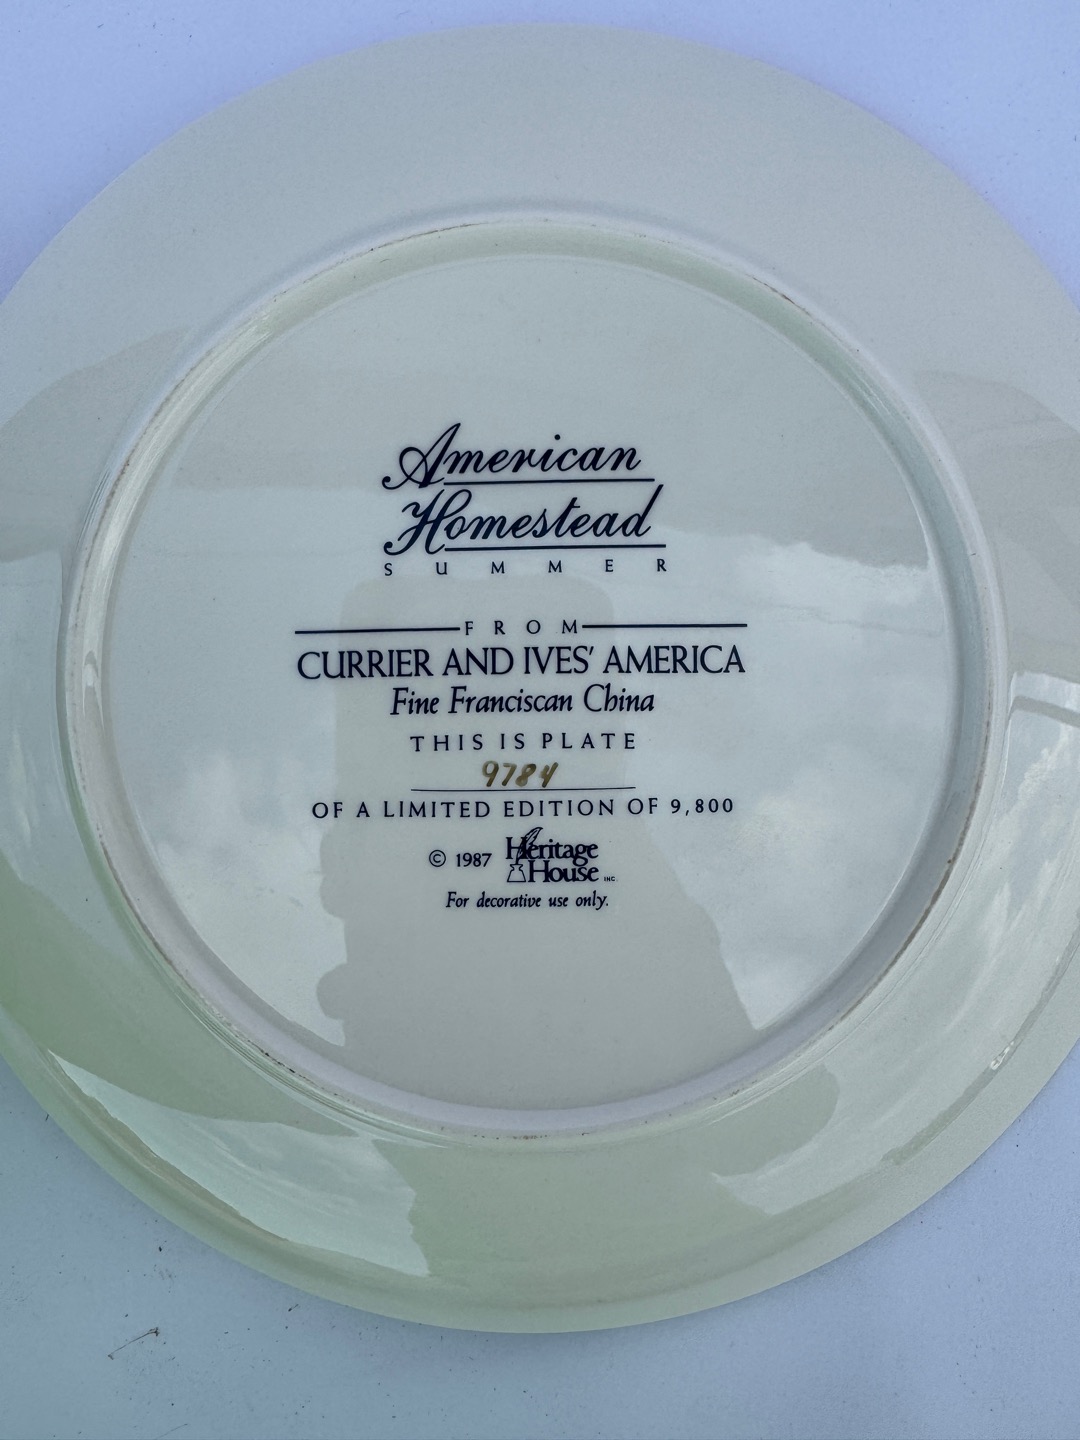 American
Homestead
SUMMER
FROM
CURRIER AND IVES' AMERICA
Fine Franciscan China
THIS IS PLATE
9784
OF A LIMITED EDITION OF 9,800
© 1987 Heritage
House INC.
For decorative use only.